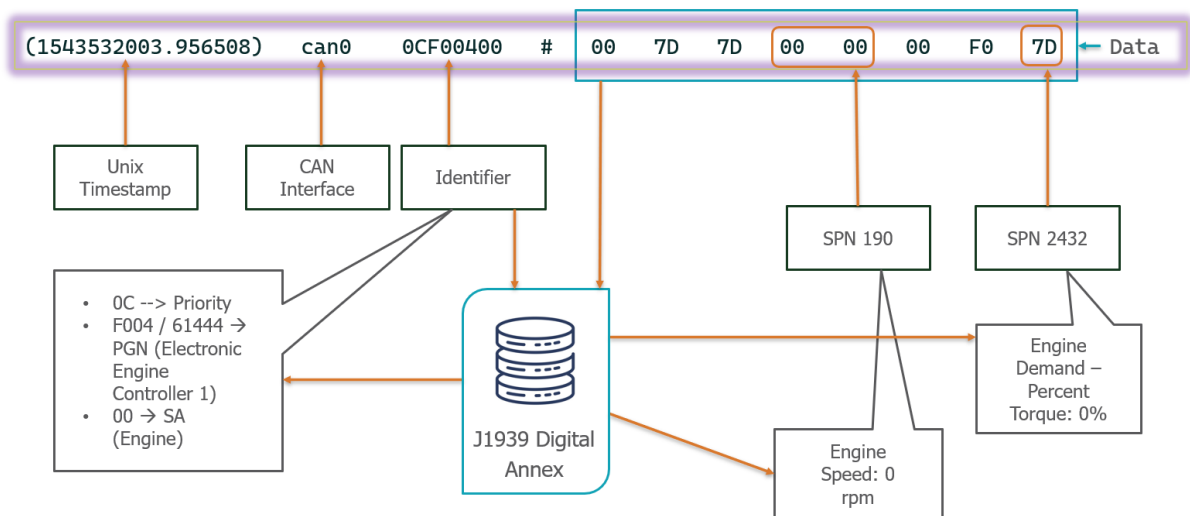 (1543532003.956508) can0 0CF00400 # 00 7D 7D 00 00 00 F0 7D Data
Unix
Timestamp
CAN
Interface
Identifier
SPN 190
SPN 2432
• 0C --> Priority
• F004 / 61444 →
PGN (Electronic
Engine
Controller 1)
• 00 → SA
(Engine)
J1939 Digital
Annex
Engine
Speed: 0
rpm
Engine
Demand –
Percent
Torque: 0%